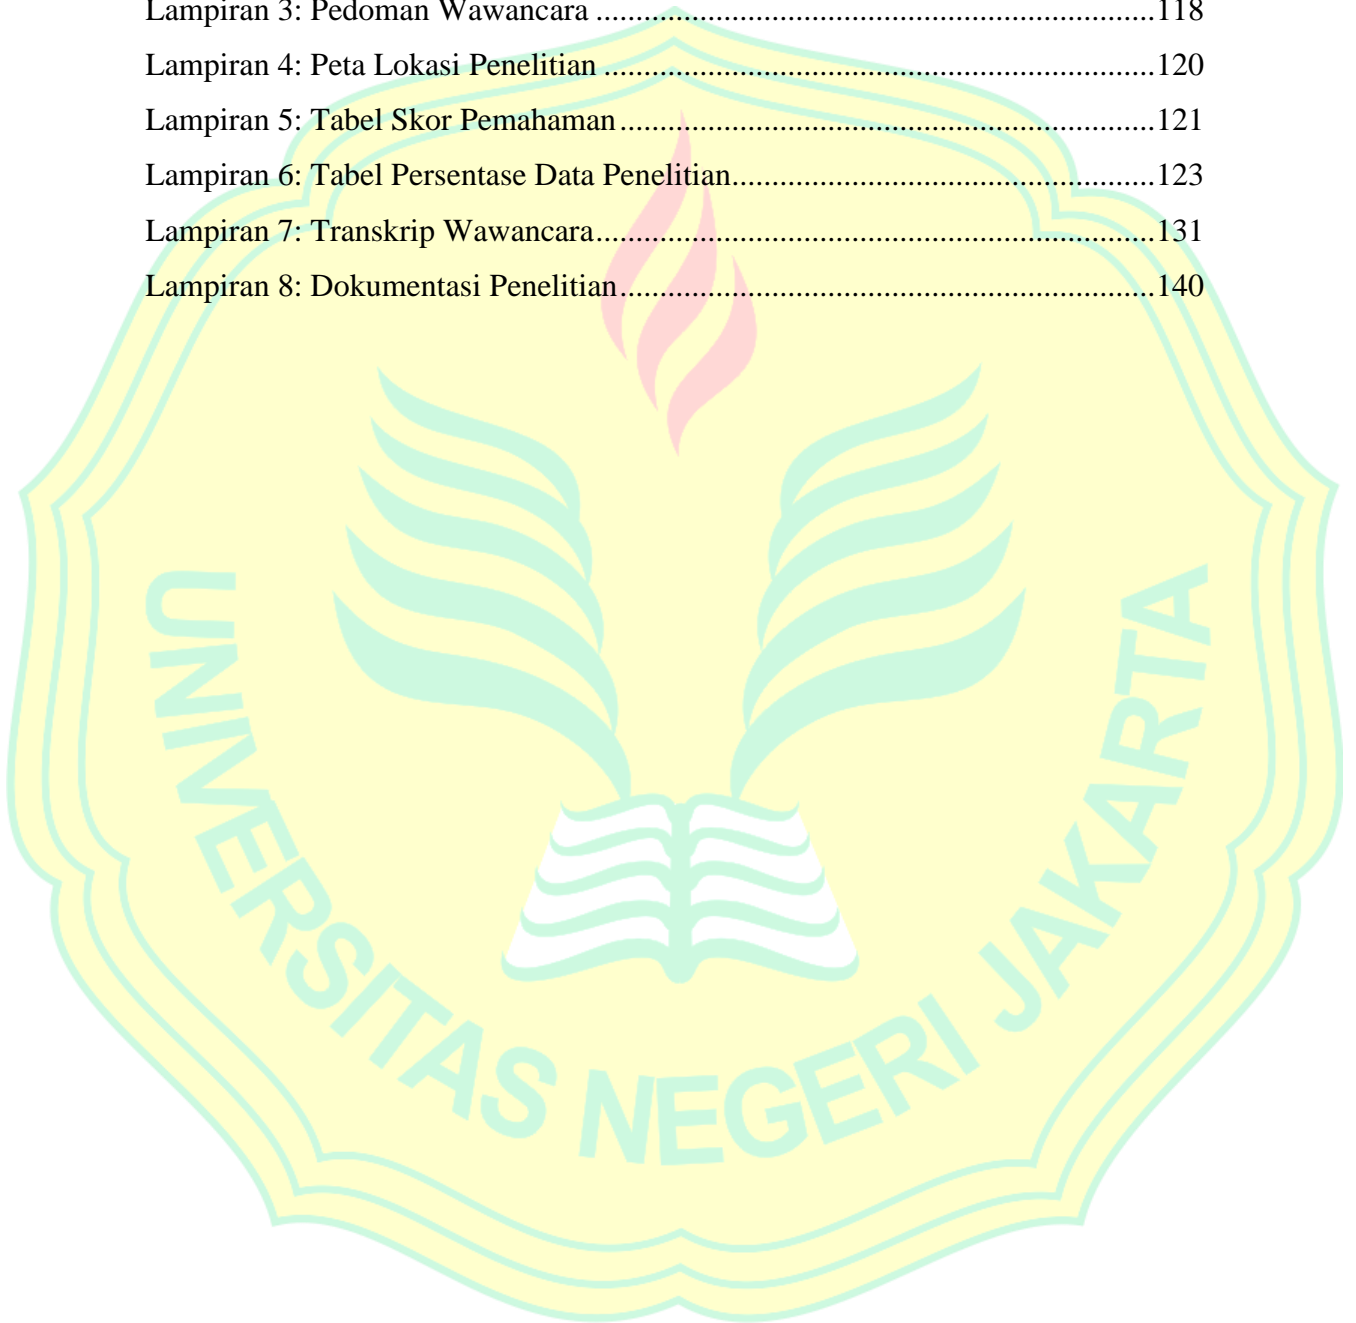 Lampiran 3: Pedoman Wawancara ......................................................................118
Lampiran 4: Peta Lokasi Penelitian .....................................................................120
Lampiran 5: Tabel Skor Pemahaman...................................................................121
Lampiran 6: Tabel Persentase Data Penelitian.....................................................123
Lampiran 7: Transkrip Wawancara......................................................................131
Lampiran 8: Dokumentasi Penelitian...................................................................140
UNIVERSITAS NEGERI JAKARTA